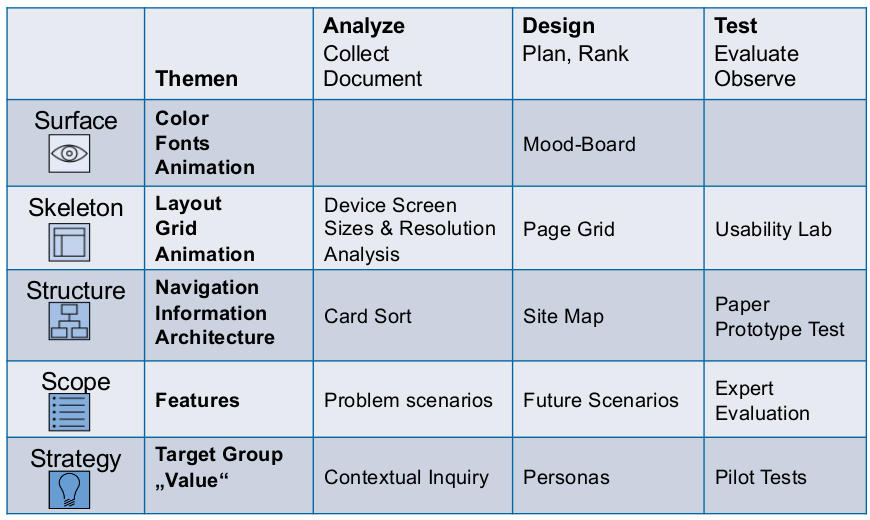 Themen
Analyze
Collect
Document
Design
Plan, Rank
Test
Evaluate
Observe
Surface
Color
Fonts
Animation
Mood-Board
Skeleton
Layout
Grid
Animation
Device Screen
Sizes & Resolution
Analysis
Page Grid
Usability Lab
Structure
Navigation
Information
Architecture
Card Sort
Site Map
Paper
Prototype Test
Scope
Features
Problem scenarios
Future Scenarios
Expert
Evaluation
Strategy
Target Group
„Value“
Contextual Inquiry
Personas
Pilot Tests